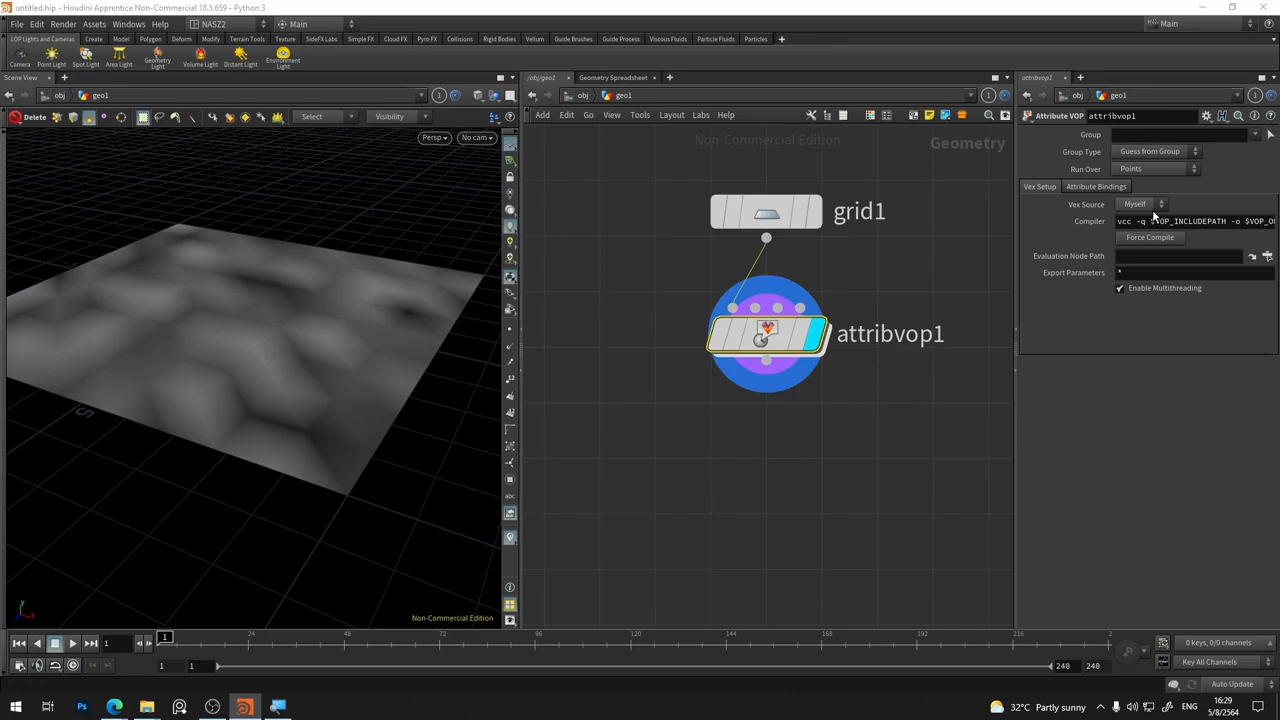 untitled.hip - Houdini Apprentice Non-Commercial 18.5.659 - Python 3
File Edit Render Assets Windows Help NASZ2 Main Main
LOP Lights and Cameras Create Model Polygon Deform Modify Terrain Tools Texture SideFX Labs Simple FX Cloud FX Pyro FX Collisions Rigid Bodies Vellum Guide Brushes Guide Process Viscous Fluids Particle Fluids Particles
Camera Point Light Spot Light Area Light Geometry Light Volume Light Distant Light Environment Light
Scene View /obj/geo1 Geometry Spreadsheet attribvop1
obj geo1 obj geo1 obj geo1
Delete Select Visibility
Add Edit Go View Tools Layout Labs Help
Attribute VOP attribvop1
Persp No cam
Non-Commercial Edition Geometry
Group
Group Type Guess from Group
Run Over Points
Vex Setup Attribute Bindings
Vex Source Myself
Compiler vcc -q $VOP_INCLUDEPATH -o $VOP_O
Force Compile
Evaluation Node Path
Export Parameters *
Enable Multithreading
grid1
attribvop1
5
abc
y
x
Non-Commercial Edition
1 1 24 48 72 96 120 144 168 192 216 2
0 keys, 0/0 channels
1 1 240 240
Key All Channels
Auto Update
32°C Partly sunny ENG 16:29
5/8/2564